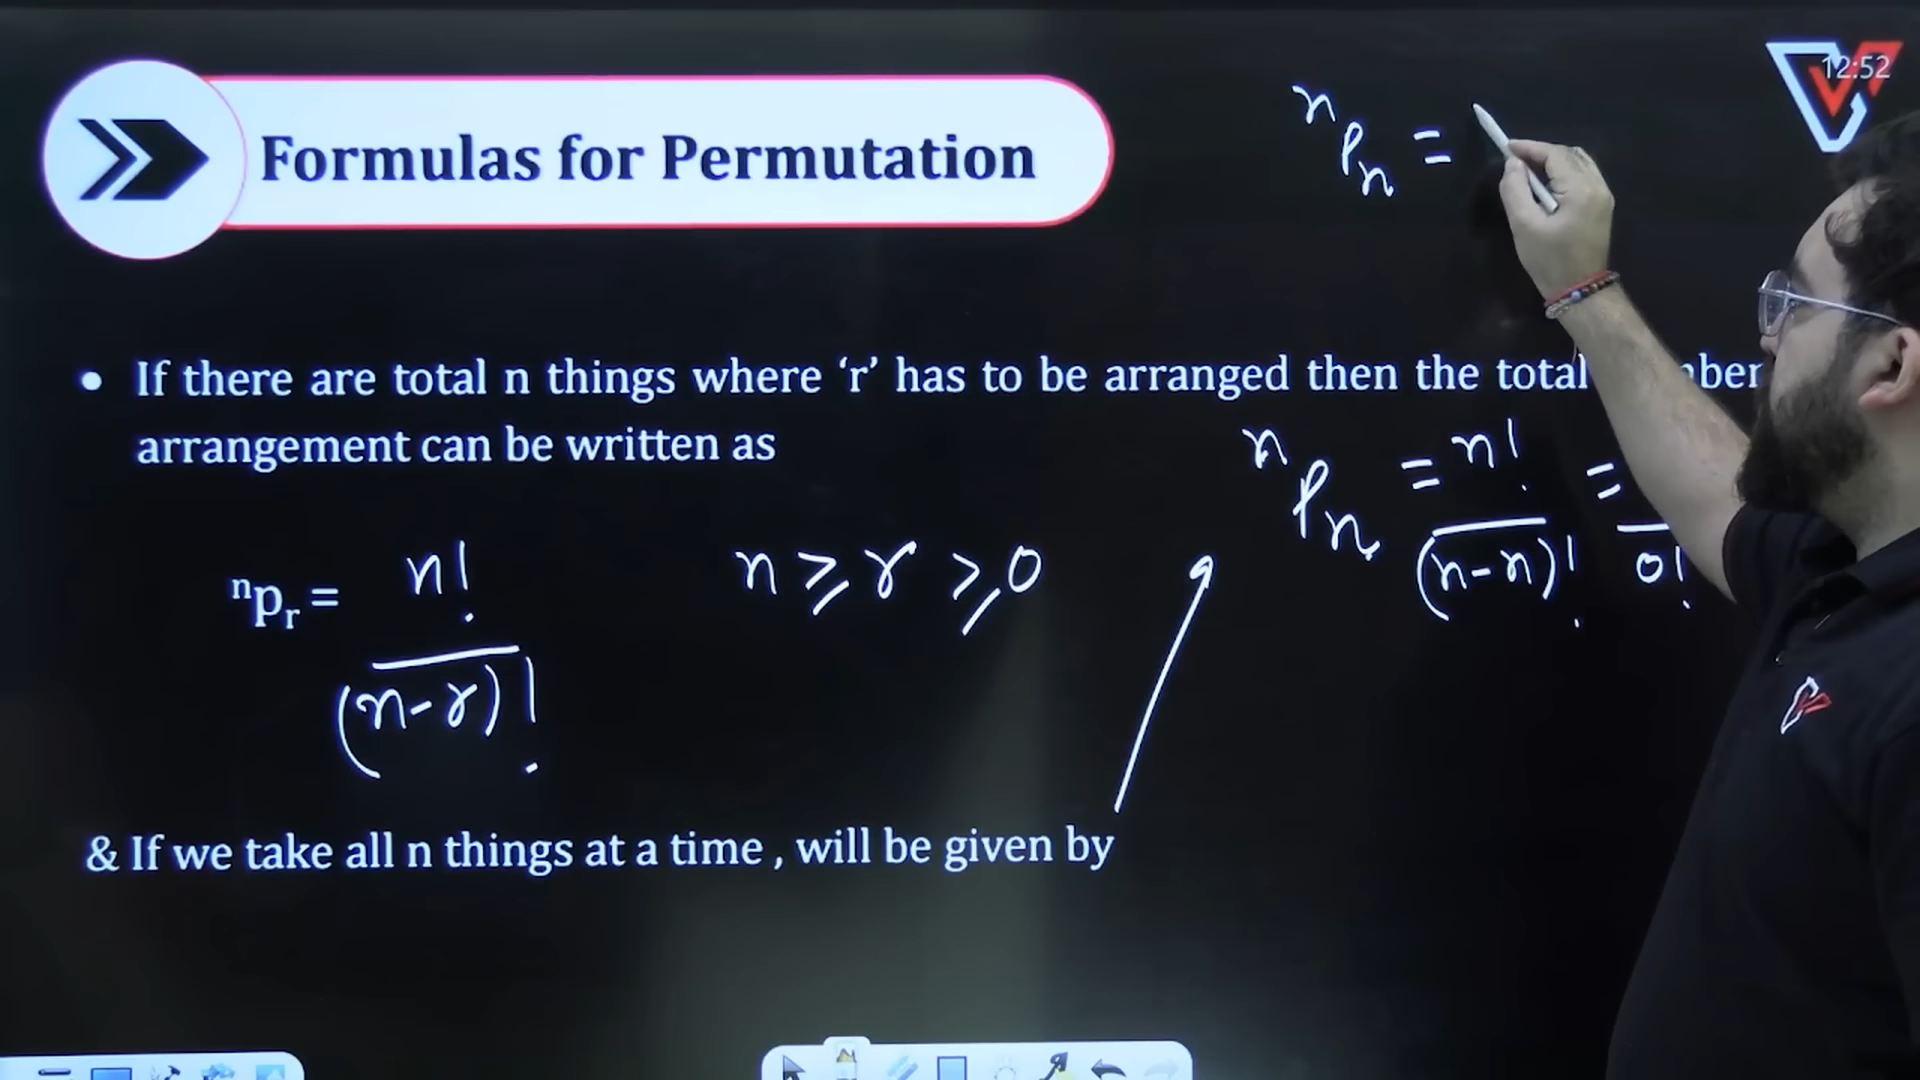 12:52
ⁿPₙ =
Formulas for Permutation
• If there are total n things where ‘r’ has to be arranged then the total
arrangement can be written as
ⁿPₙ = n! / (n-n)! = / 0!
ⁿpᵣ = n! / (n-r)!
n ≥ r ≥ 0
& If we take all n things at a time , will be given by